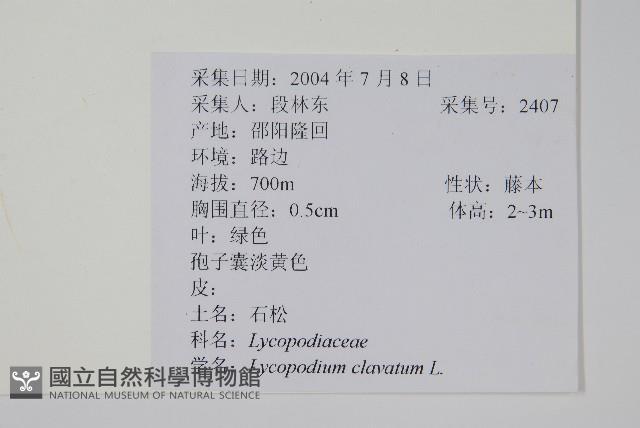 采集日期：2004 年 7 月 8 日
采集人：段林东 采集号：2407
产地：邵阳隆回
环境：路边
海拔：700m 性状：藤本
胸围直径：0.5cm 体高：2~3m
叶：绿色
孢子囊淡黄色
皮：
土名：石松
科名：Lycopodiaceae
学名：Lycopodium clavatum L.
國立自然科學博物館
NATIONAL MUSEUM OF NATURAL SCIENCE